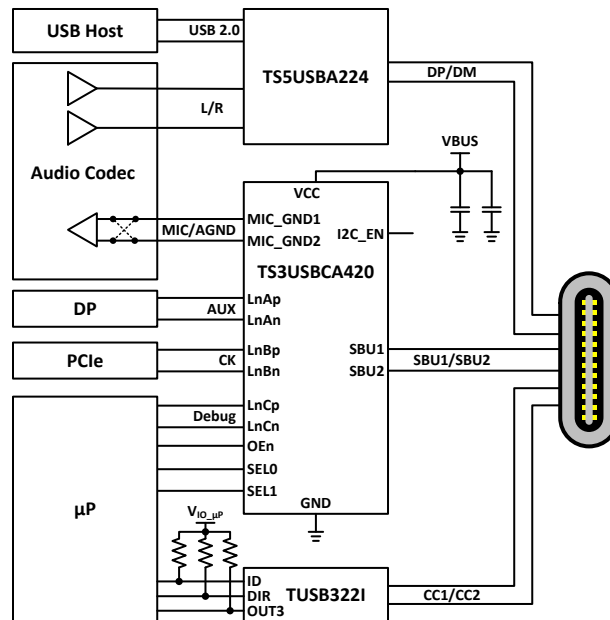 USB Host
USB 2.0
TS5USBA224
DP/DM
L/R
Audio Codec
VBUS
VCC
MIC_GND1
MIC/AGND
MIC_GND2
I2C_EN
TS3USBCA420
DP
LnAp
AUX
LnAn
PCIe
LnBp
CK
LnBn
SBU1
SBU2
SBU1/SBU2
LnCp
Debug
LnCn
OEn
SEL0
SEL1
µP
GND
VIO_µP
ID
DIR
OUT3
TUSB322I
CC1/CC2